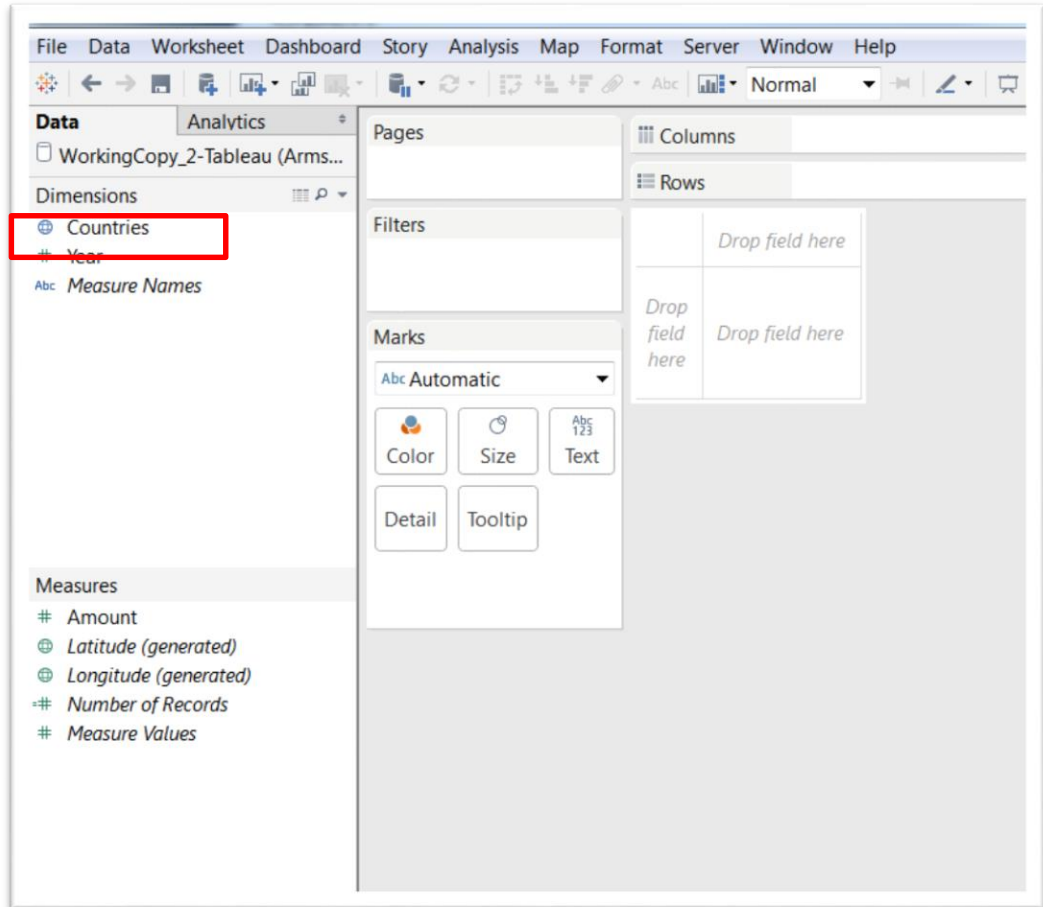 File Data Worksheet Dashboard Story Analysis Map Format Server Window Help
Abc Normal
Data Analytics
WorkingCopy_2-Tableau (Arms...
Dimensions
Countries
# Year
Abc Measure Names
Measures
# Amount
Latitude (generated)
Longitude (generated)
=# Number of Records
# Measure Values
Pages
Filters
Marks
Abc Automatic
Color
Size
Abc
123
Text
Detail
Tooltip
Columns
Rows
Drop field here
Drop
field
here
Drop field here